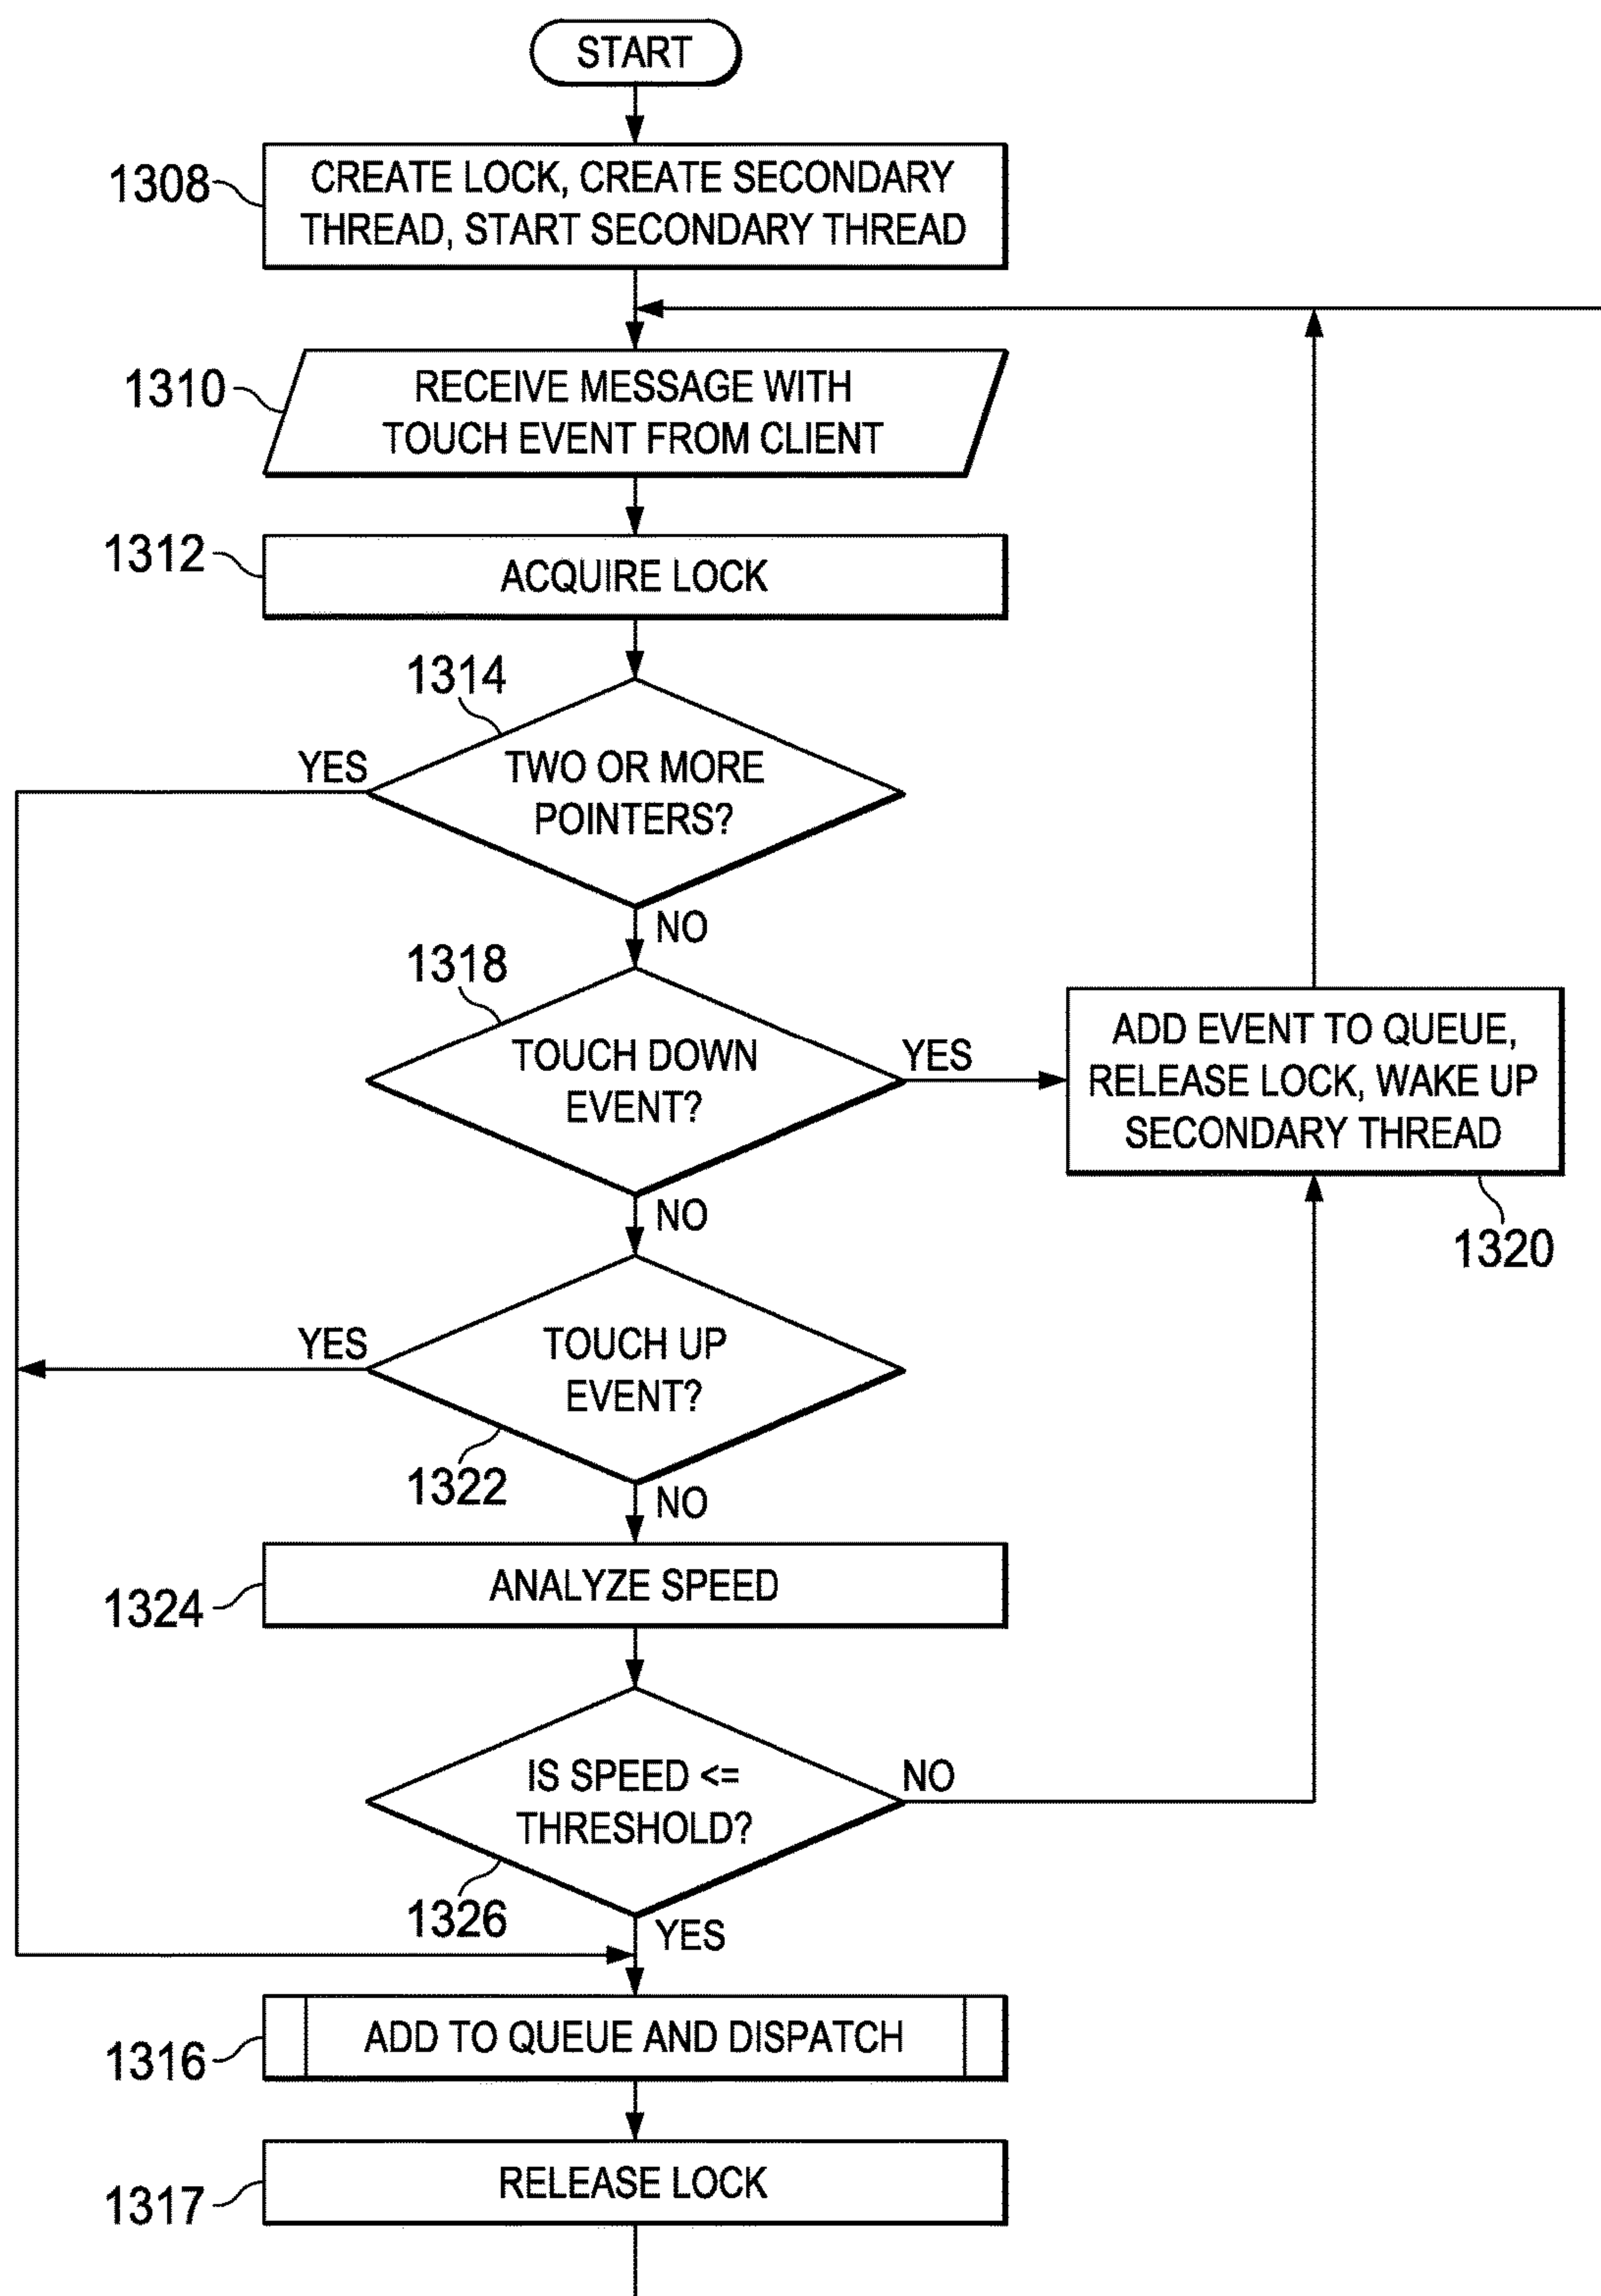 START
1308
CREATE LOCK, CREATE SECONDARY
THREAD, START SECONDARY THREAD
1310
RECEIVE MESSAGE WITH
TOUCH EVENT FROM CLIENT
1312
ACQUIRE LOCK
1314
YES
TWO OR MORE
POINTERS?
NO
1318
TOUCH DOWN
EVENT?
YES
ADD EVENT TO QUEUE,
RELEASE LOCK, WAKE UP
SECONDARY THREAD
1320
NO
YES
TOUCH UP
EVENT?
1322
NO
1324
ANALYZE SPEED
IS SPEED <=
THRESHOLD?
NO
1326
YES
1316
ADD TO QUEUE AND DISPATCH
1317
RELEASE LOCK